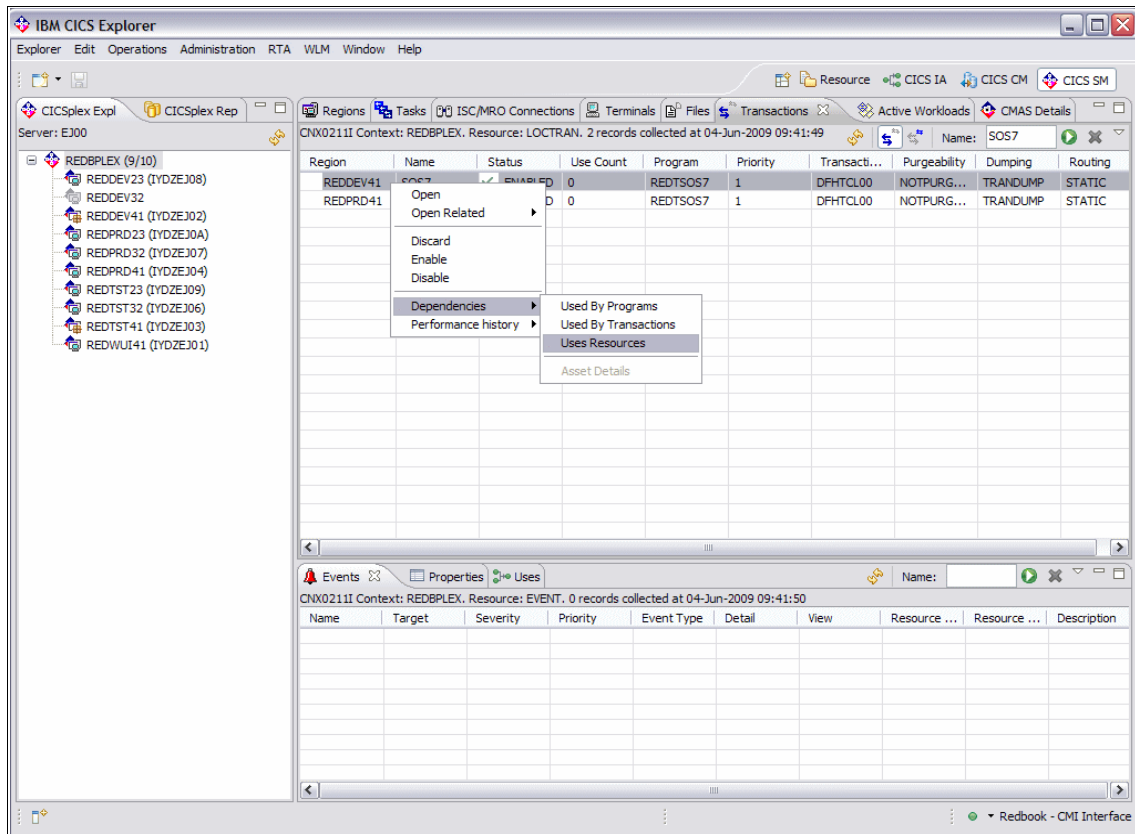 IBM CICS Explorer
Explorer Edit Operations Administration RTA WLM Window Help
Resource CICS IA CICS CM CICS SM
CICSplex Expl CICSplex Rep
Server: EJ00
REDBPLEX (9/10)
REDDEV23 (IYDZEJ08)
REDDEV32
REDDEV41 (IYDZEJ02)
REDPRD23 (IYDZEJ0A)
REDPRD32 (IYDZEJ07)
REDPRD41 (IYDZEJ04)
REDTST23 (IYDZEJ09)
REDTST32 (IYDZEJ06)
REDTST41 (IYDZEJ03)
REDWUI41 (IYDZEJ01)
Regions Tasks ISC/MRO Connections Terminals Files Transactions Active Workloads CMAS Details
CNX0211I Context: REDBPLEX. Resource: LOCTRAN. 2 records collected at 04-Jun-2009 09:41:49 Name: SOS7
Region Name Status Use Count Program Priority Transacti... Purgeability Dumping Routing
REDDEV41 SOS7 ENABLED 0 REDTSOS7 1 DFHTCL00 NOTPURG... TRANDUMP STATIC
REDPRD41 D 0 REDTSOS7 1 DFHTCL00 NOTPURG... TRANDUMP STATIC
Open
Open Related
Discard
Enable
Disable
Dependencies
Performance history
Used By Programs
Used By Transactions
Uses Resources
Asset Details
Events Properties Uses Name:
CNX0211I Context: REDBPLEX. Resource: EVENT. 0 records collected at 04-Jun-2009 09:41:50
Name Target Severity Priority Event Type Detail View Resource ... Resource ... Description
Redbook - CMI Interface